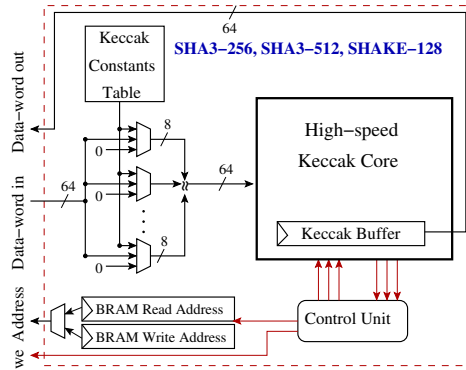 64
Keccak
Constants
Table
SHA3-256, SHA3-512, SHAKE-128
Data-word out
8
0
High-speed
Keccak Core
64
0
64
Data-word in
8
0
Keccak Buffer
BRAM Read Address
BRAM Write Address
Control Unit
Address
we